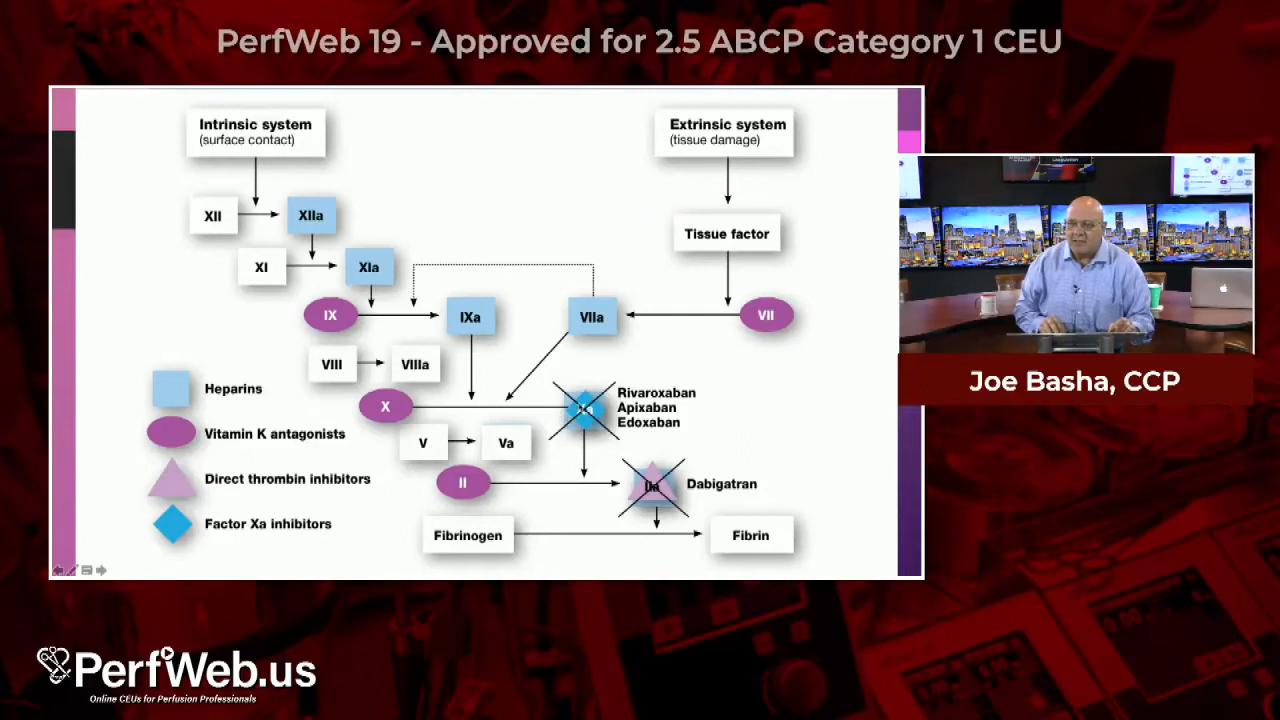 PerfWeb 19 - Approved for 2.5 ABCP Category 1 CEU
Intrinsic system
(surface contact)
Extrinsic system
(tissue damage)
XII
XIIa
Tissue factor
XI
XIa
IX
IXa
VIIa
VII
VIII
VIIIa
Heparins
X
Rivaroxaban
Apixaban
Edoxaban
Vitamin K antagonists
V
Va
Direct thrombin inhibitors
II
IIa
Dabigatran
Factor Xa inhibitors
Fibrinogen
Fibrin
Joe Basha, CCP
PerfWeb.us
Online CEUs for Perfusion Professionals